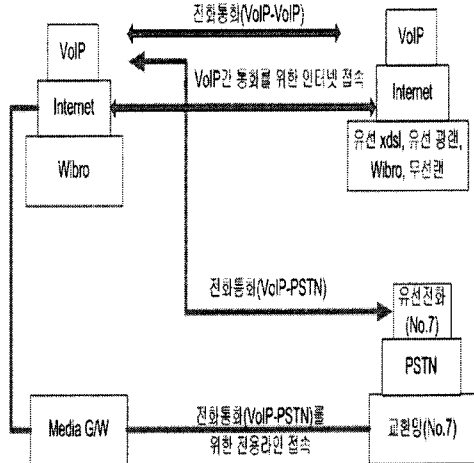 전화통화(VoIP-VoIP)
VoIP
VoIP
VoIP간 통화를 위한 인터넷 접속
Internet
Internet
Wibro
유선 xdsl, 유선 광랜,
Wibro, 무선랜
전화통화(VoIP-PSTN)
유선전화
(No.7)
PSTN
Media G/W
전화통화(VoIP-PSTN)를
위한 전용라인 접속
교환망(No.7)